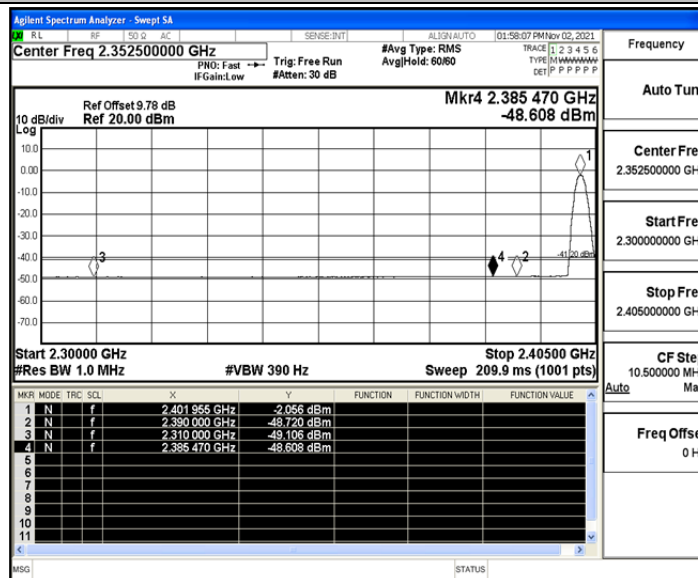 Agilent Spectrum Analyzer - Swept SA
RL RF 50 Ω AC SENSE:INT ALIGN AUTO 01:58:07 PM Nov 02, 2021
Center Freq 2.352500000 GHz
PNO: Fast
IFGain:Low
Trig: Free Run
#Atten: 30 dB
#Avg Type: RMS
Avg|Hold: 60/60
TRACE 1 2 3 4 5 6
TYPE M
DET P P P P P P
10 dB/div
Log
Ref Offset 9.78 dB
Ref 20.00 dBm
Mkr4 2.385 470 GHz
-48.608 dBm
10.0
0.00
-10.0
-20.0
-30.0
-40.0
-50.0
-60.0
-70.0
1
3
4
2
-41.20 dBm
Start 2.30000 GHz
Stop 2.40500 GHz
#Res BW 1.0 MHz
#VBW 390 Hz
Sweep 209.9 ms (1001 pts)
MKR MODE TRC SCL X Y FUNCTION FUNCTION WIDTH FUNCTION VALUE
1 N f 2.401 955 GHz -2.056 dBm
2 N f 2.390 000 GHz -48.720 dBm
3 N f 2.310 000 GHz -49.106 dBm
4 N f 2.385 470 GHz -48.608 dBm
5
6
7
8
9
10
11
MSG
STATUS
Frequency
Auto Tun
Center Fre
2.352500000 GH
Start Fre
2.300000000 GH
Stop Fre
2.405000000 GH
CF Ste
10.500000 MH
Auto Ma
Freq Offse
0 H